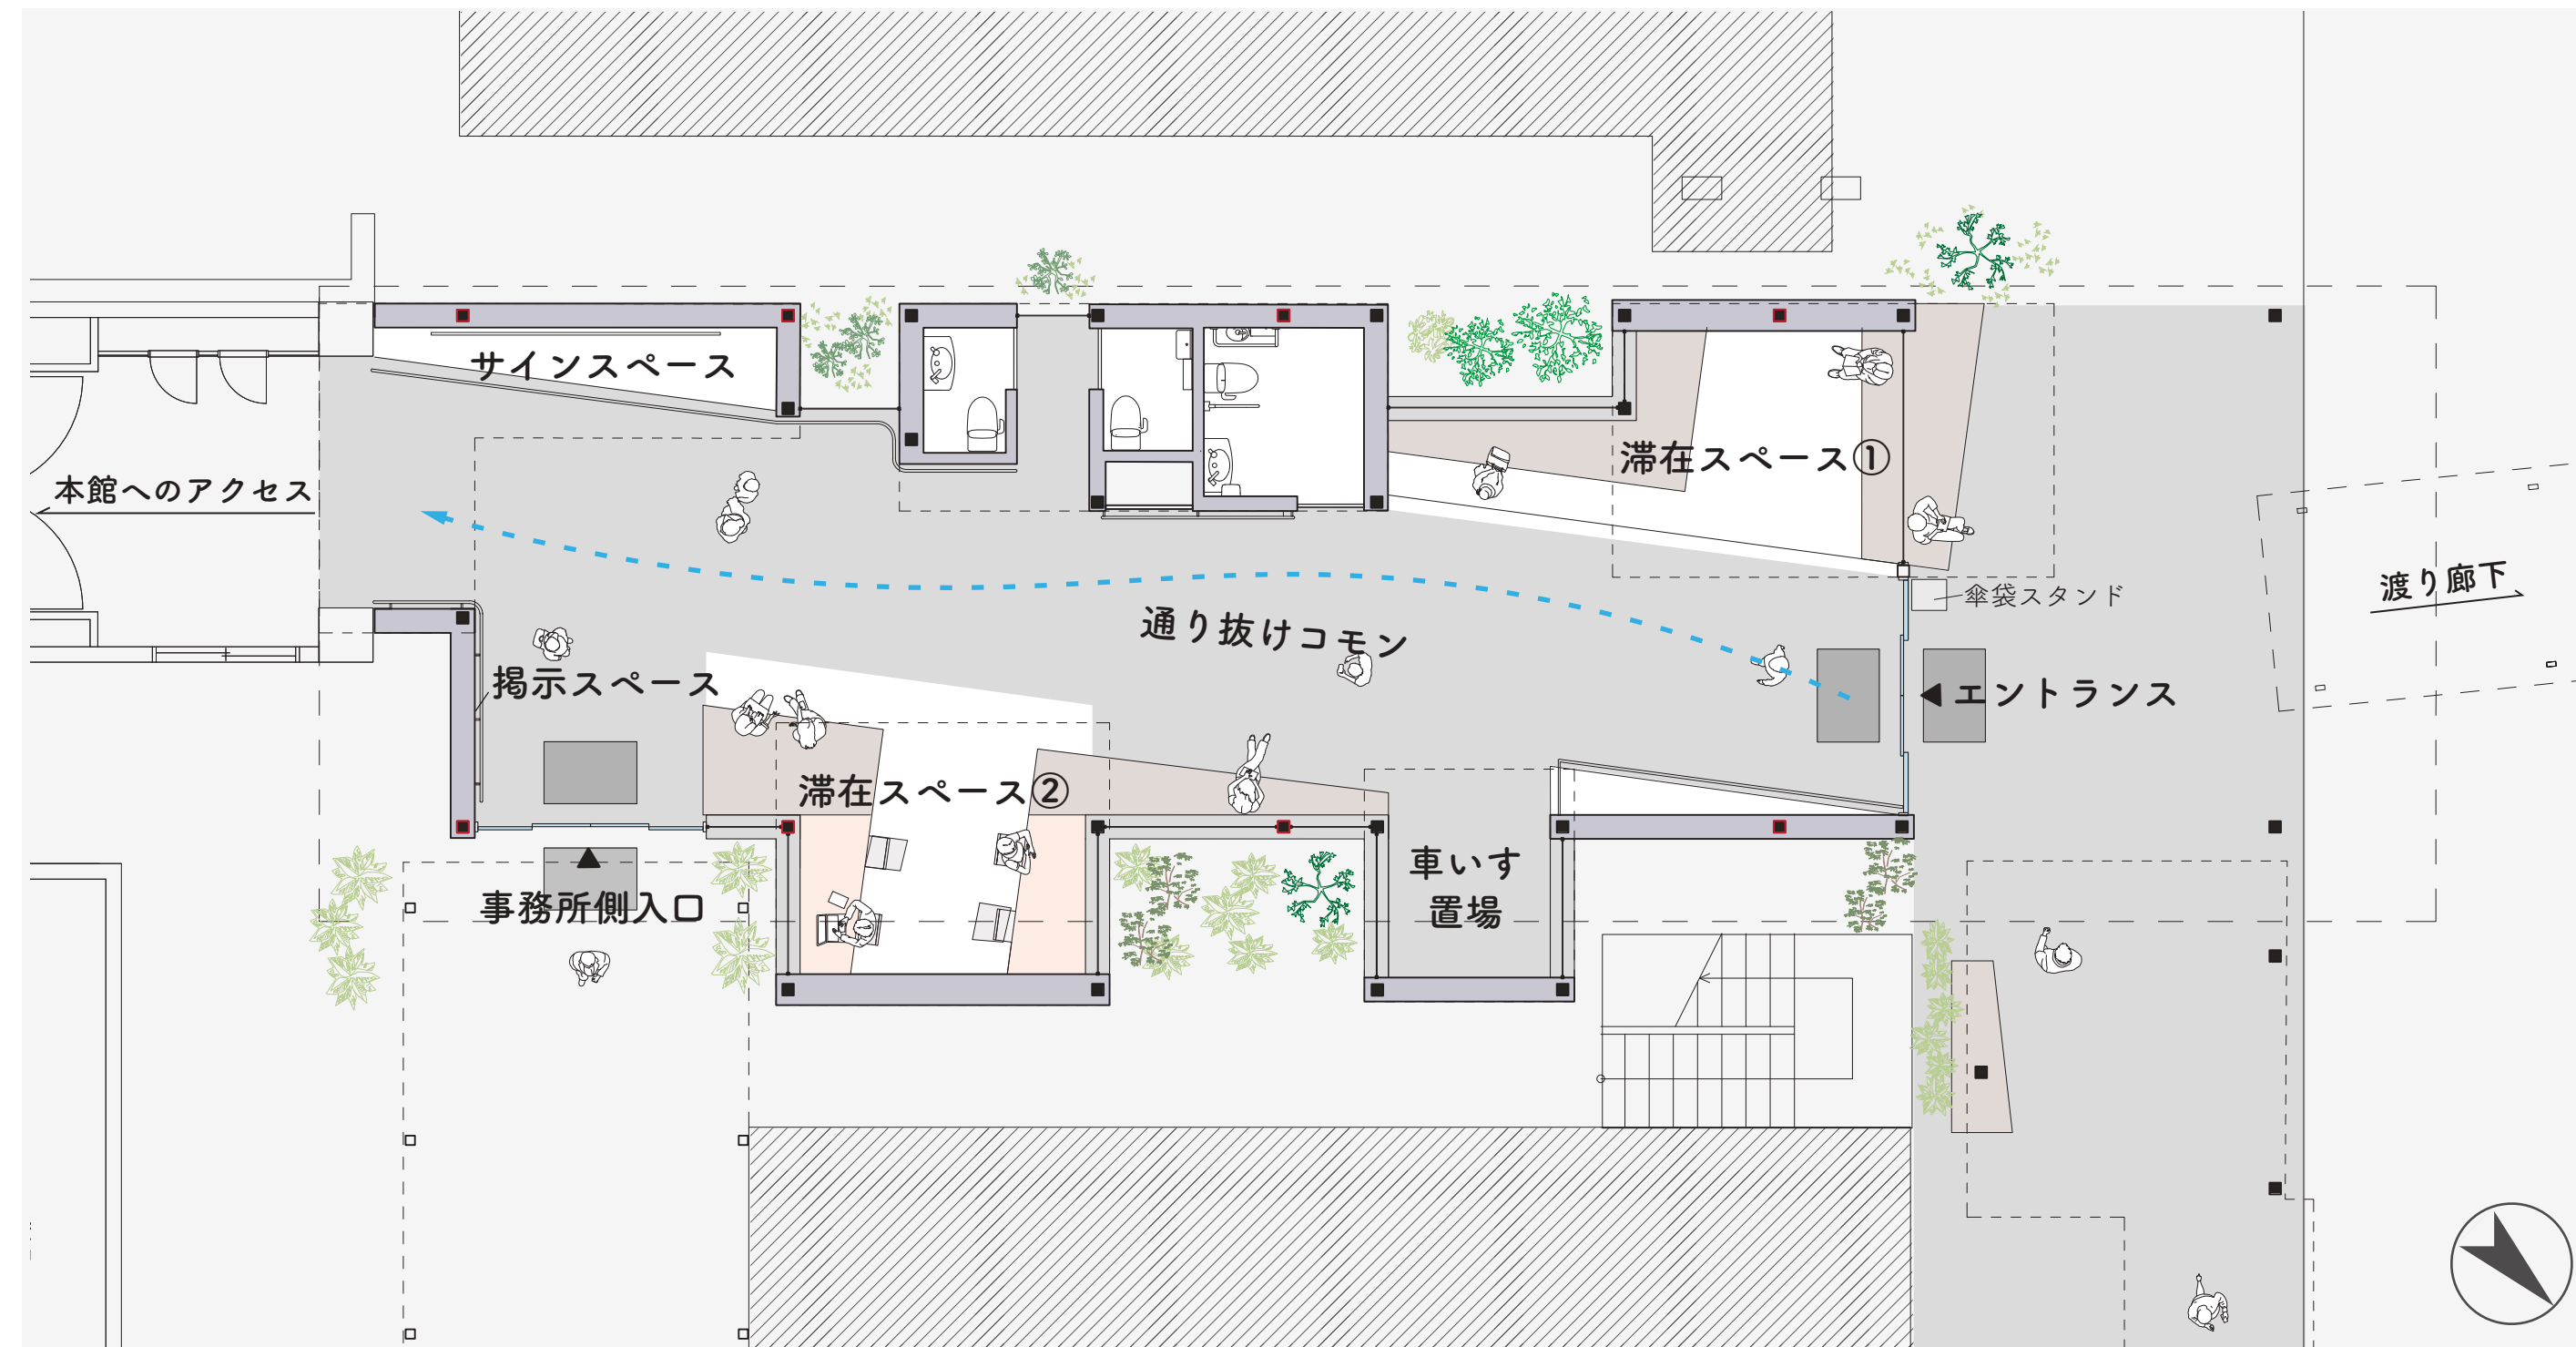 サインスペース
本館へのアクセス
滞在スペース①
渡り廊下
傘袋スタンド
通り抜けコモン
掲示スペース
エントランス
滞在スペース②
車いす
置場
事務所側入口